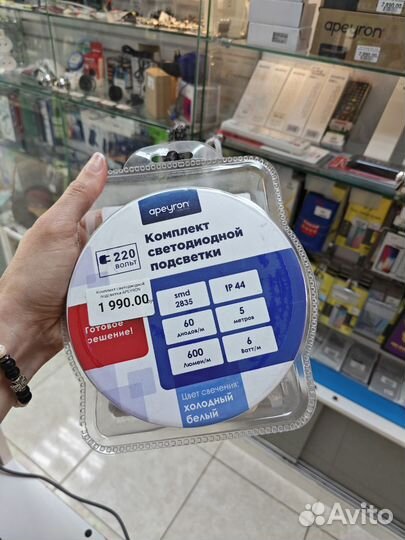 apeyron
apeyron
Комплект
светодиодной
подсветки
220
ВОЛЬТ
1 990.00
Готовое
решение!
smd
2835
IP 44
60
диодов/м
5
метров
600
Люмен/м
6
Ватт/м
Цвет свечения:
холодный
белый
Avito